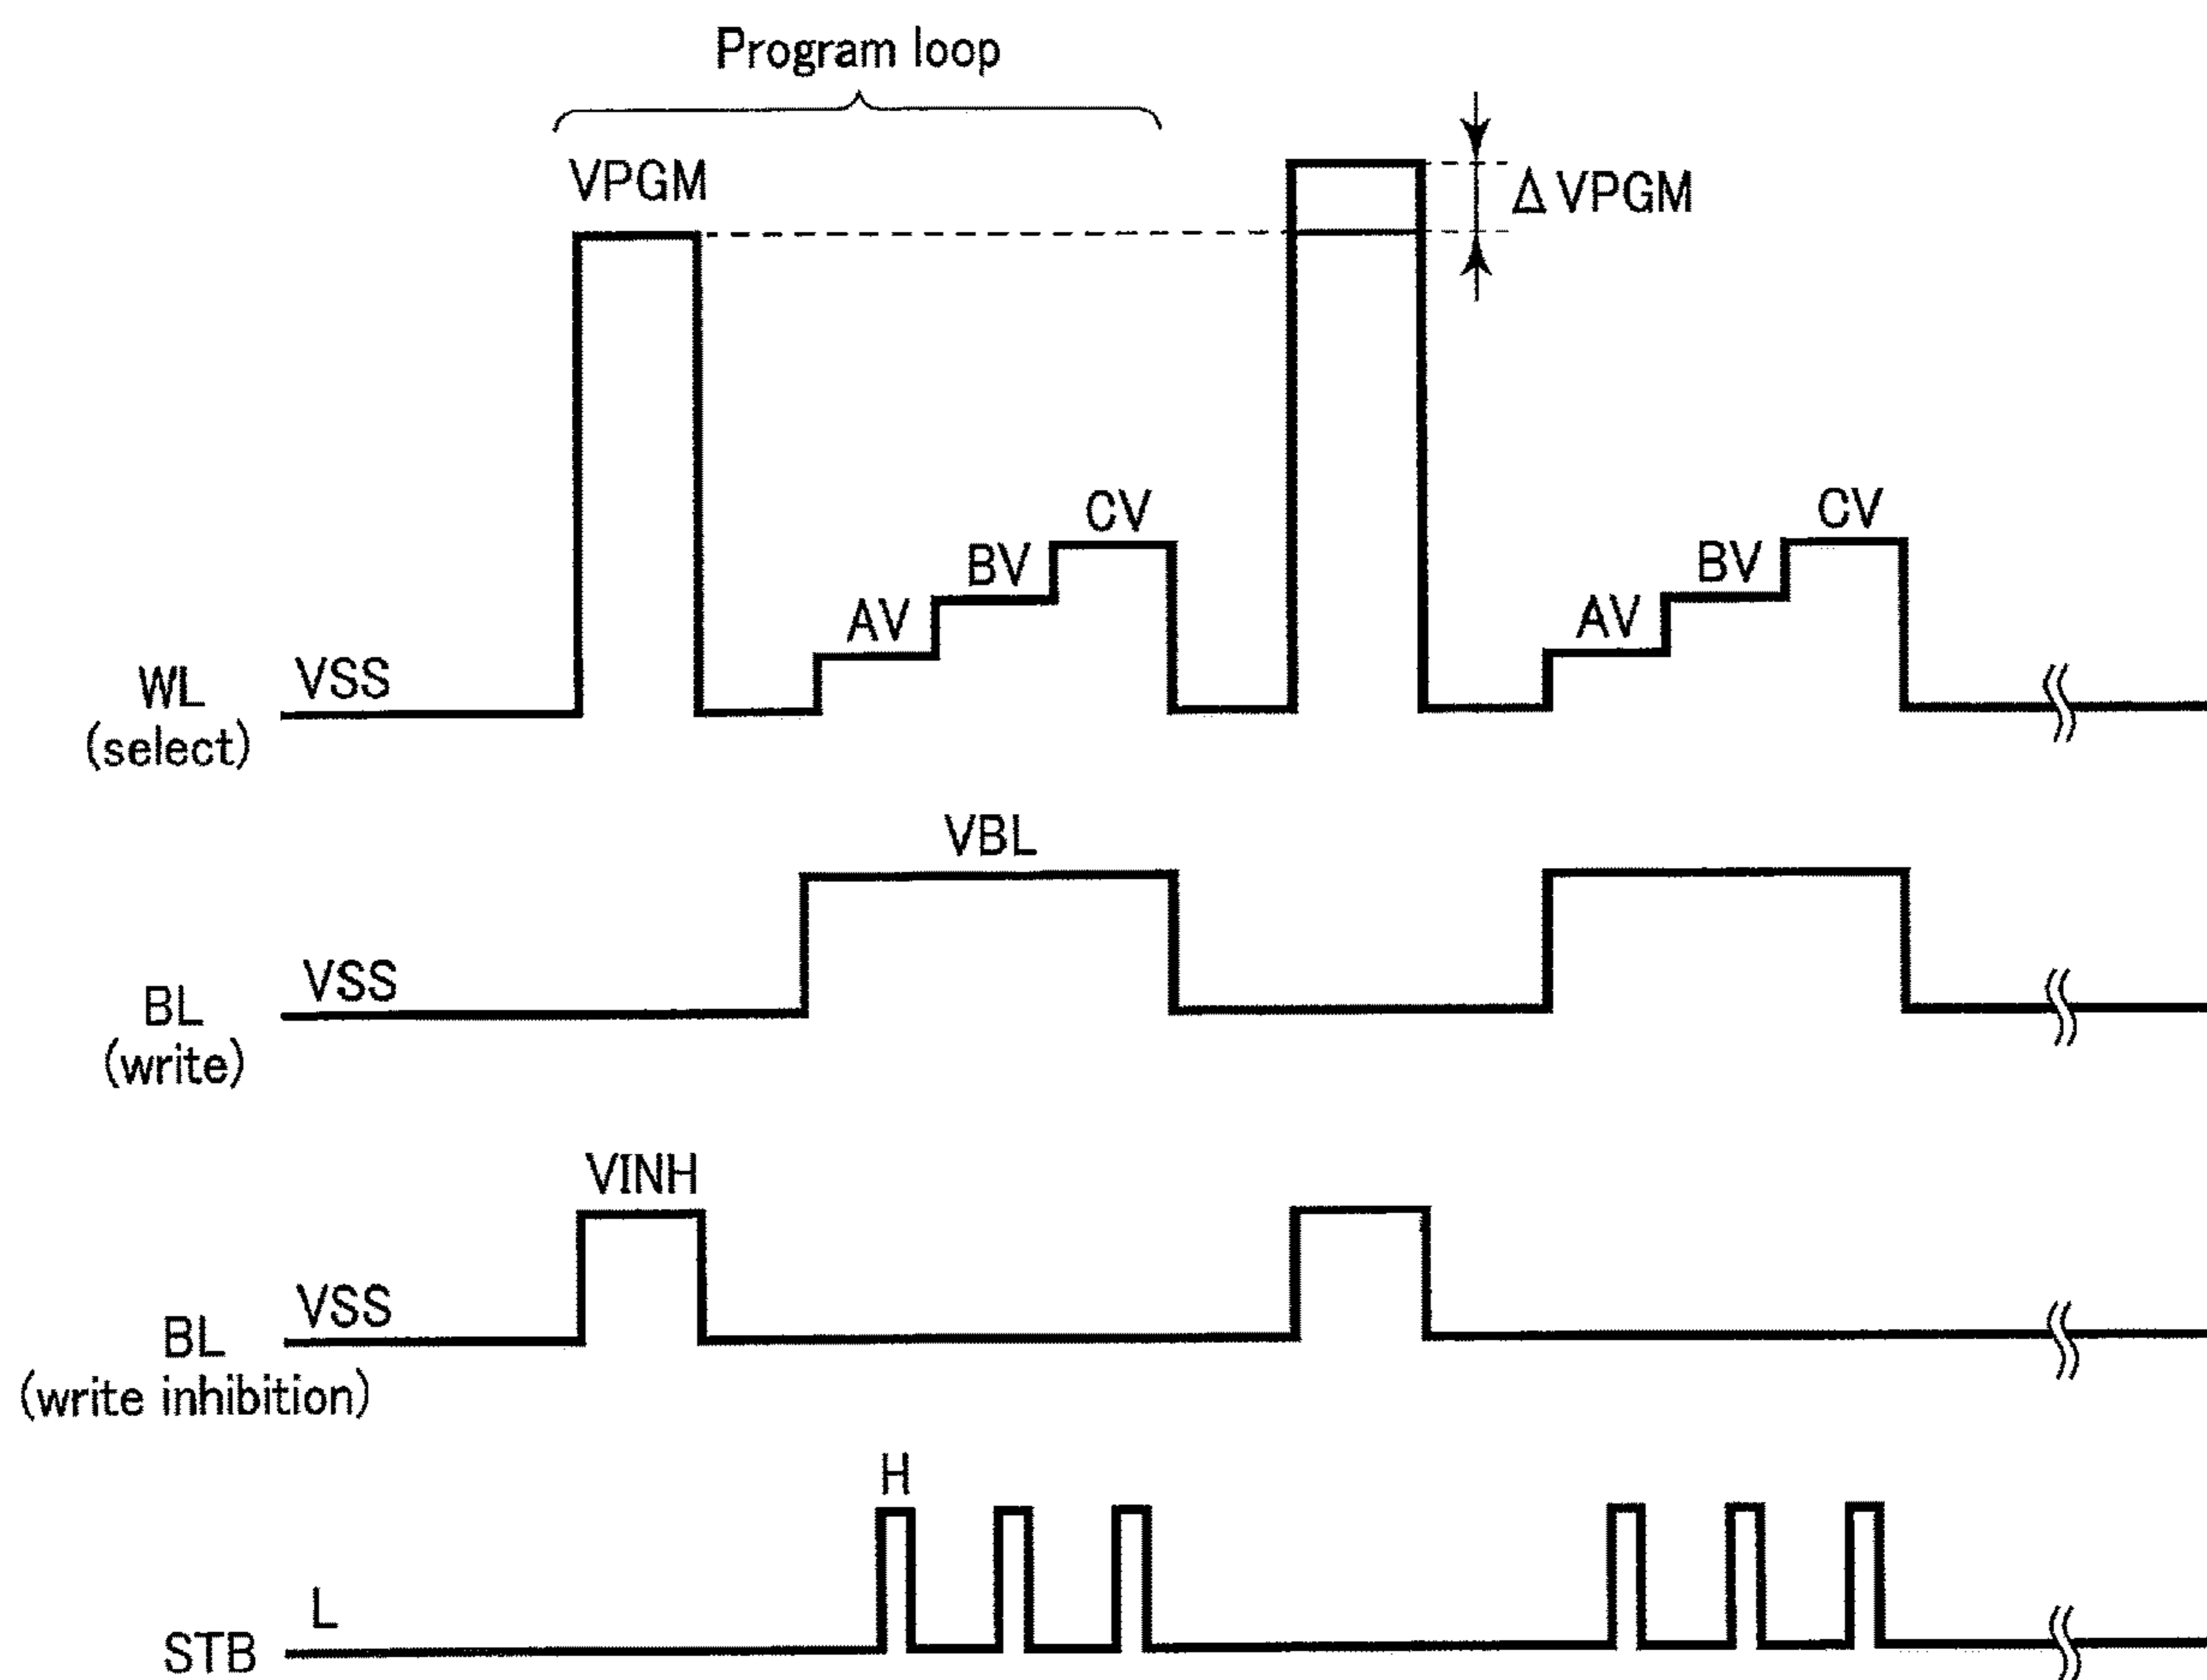 Program loop
VPGM
Δ VPGM
CV
CV
BV
BV
AV
AV
VSS
WL
(select)
VBL
VSS
BL
(write)
VINH
VSS
BL
(write inhibition)
H
L
STB